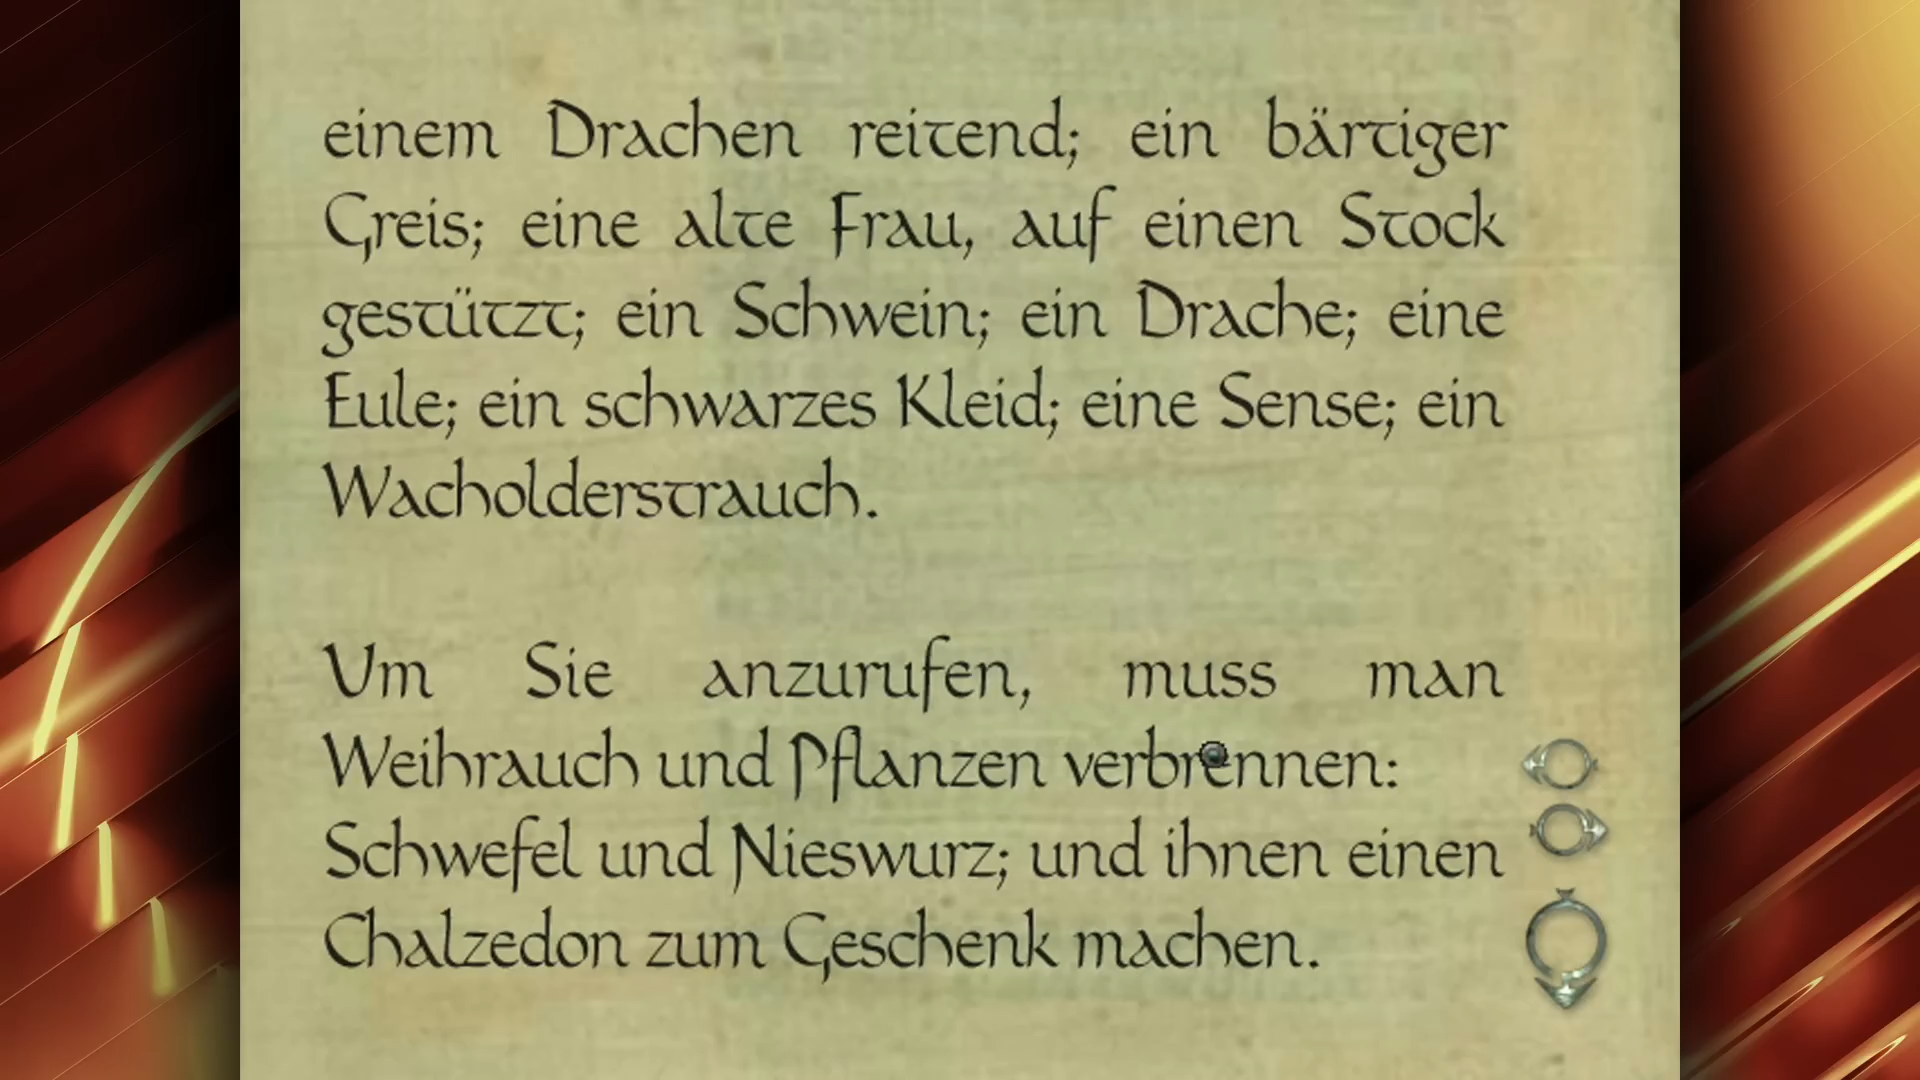 einem Drachen reitend; ein bärtiger
Greis; eine alte Frau, auf einen Stock
gestützt; ein Schwein; ein Drache; eine
Eule; ein schwarzes Kleid; eine Sense; ein
Wacholderstrauch.
Um Sie anzurufen, muss man
Weihrauch und Pflanzen verbrennen:
Schwefel und Nieswurz; und ihnen einen
Chalzedon zum Geschenk machen.